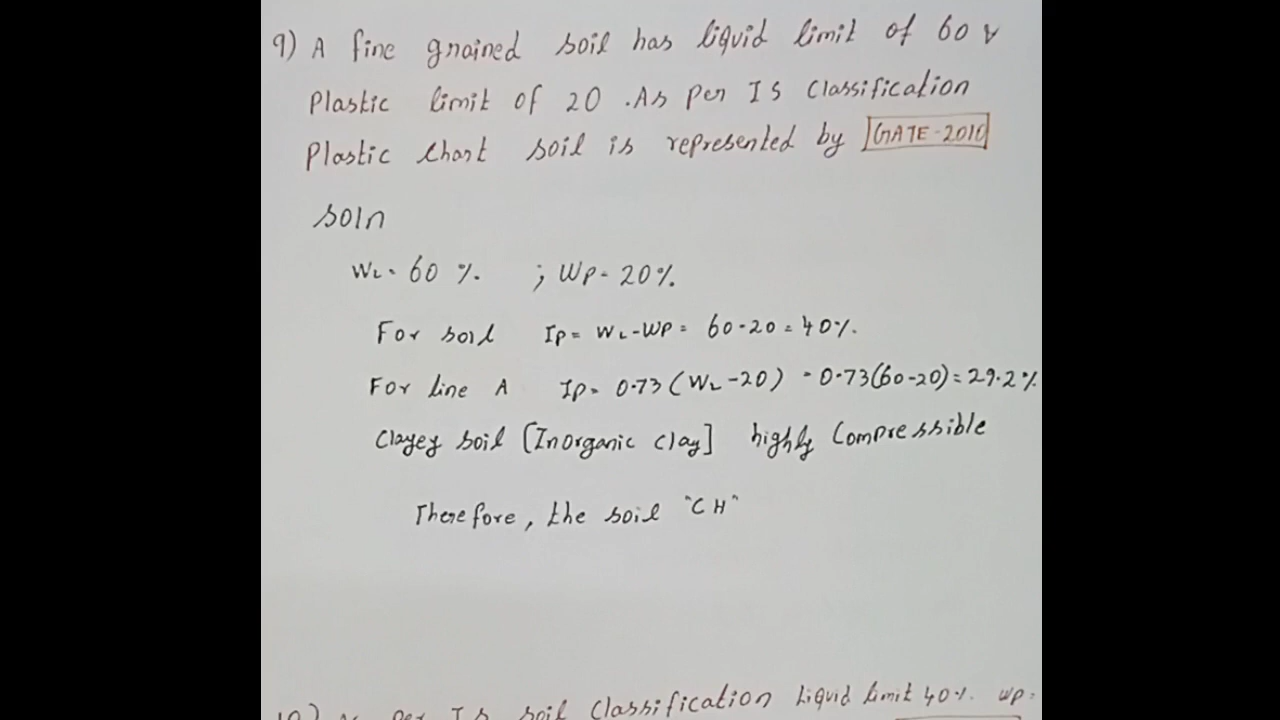 9) A fine grained soil has liquid limit of 60 &
Plastic limit of 20 .As per IS Classification
Plastic Chart soil is represented by GATE-2010
Soln
WL = 60 %. ; WP = 20%.
For soil IP = WL-WP = 60-20 = 40%.
For line A IP = 0.73(WL-20) = 0.73(60-20) = 29.2%
Clayey soil [Inorganic clay] highly Compressible
Therefore, the soil "CH"
per IS soil Classification liquid limit 40%. WP=